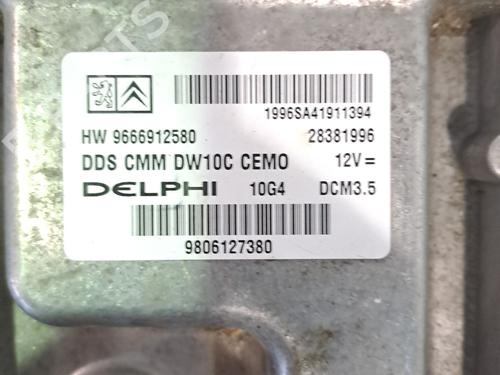 1996SA41911394
HW 9666912580 28381996
DDS CMM DW10C CEMO 12V =
DELPHI 10G4 DCM3.5
9806127380